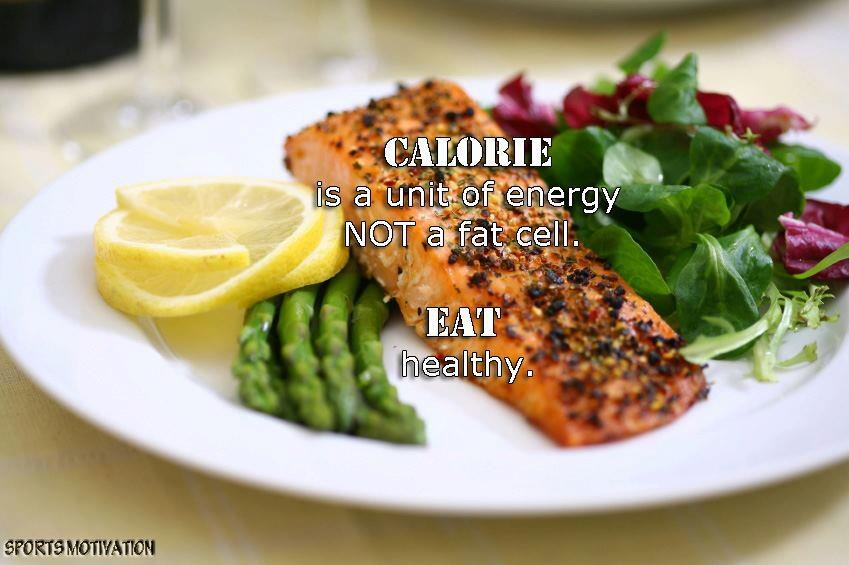 CALORIE
is a unit of energy
NOT a fat cell.
EAT
healthy.
SPORTS MOTIVATION